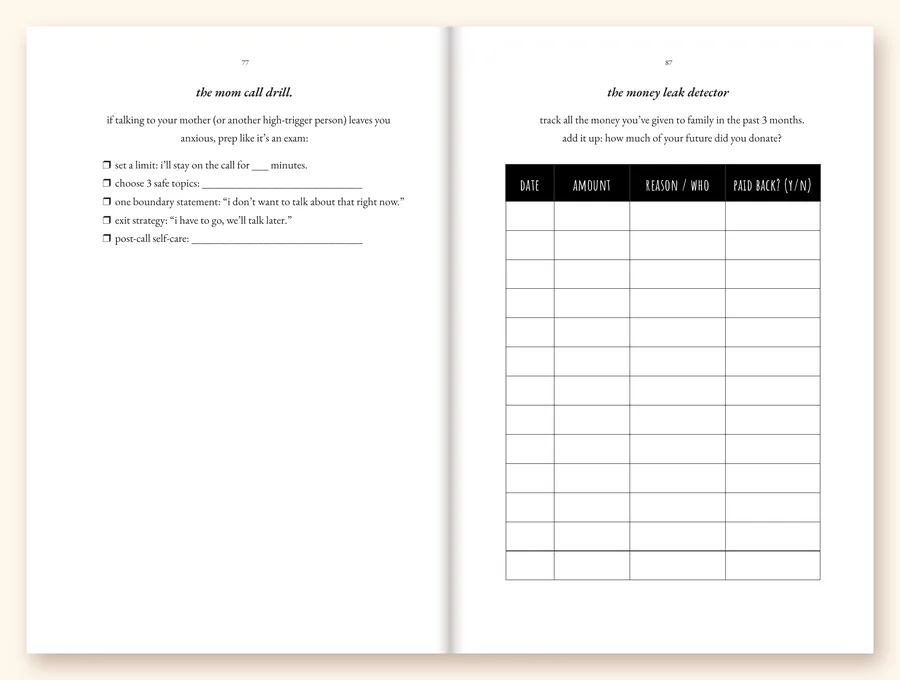 77
the mom call drill.
if talking to your mother (or another high-trigger person) leaves you
anxious, prep like it’s an exam:
❒ set a limit: i’ll stay on the call for ___ minutes.
❒ choose 3 safe topics: ______________________________
❒ one boundary statement: “i don’t want to talk about that right now.”
❒ exit strategy: “i have to go, we’ll talk later.”
❒ post-call self-care: ________________________________
87
the money leak detector
track all the money you’ve given to family in the past 3 months.
add it up: how much of your future did you donate?
DATE AMOUNT REASON / WHO PAID BACK? (Y/N)